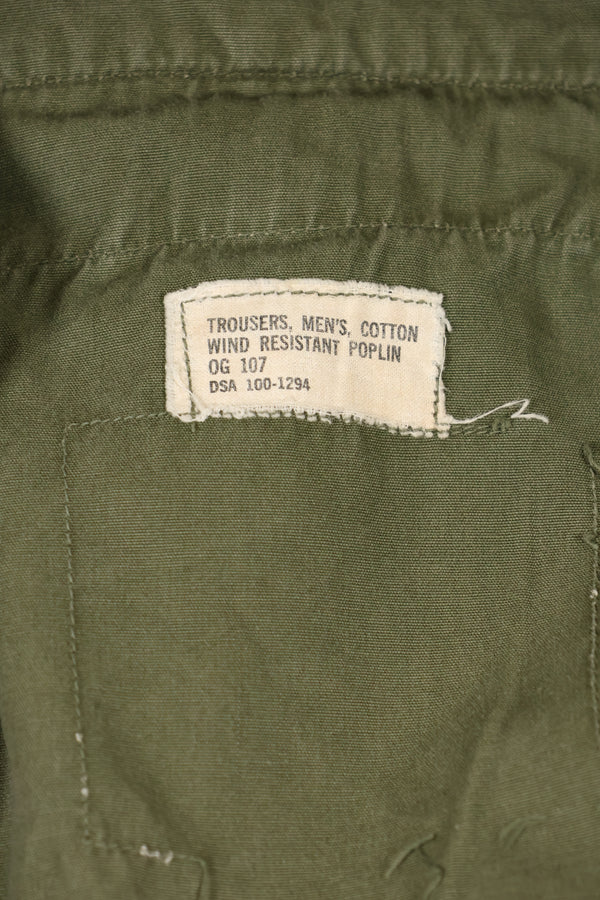 TROUSERS, MEN'S, COTTON
WIND RESISTANT POPLIN
OG 107
DSA 100-1294